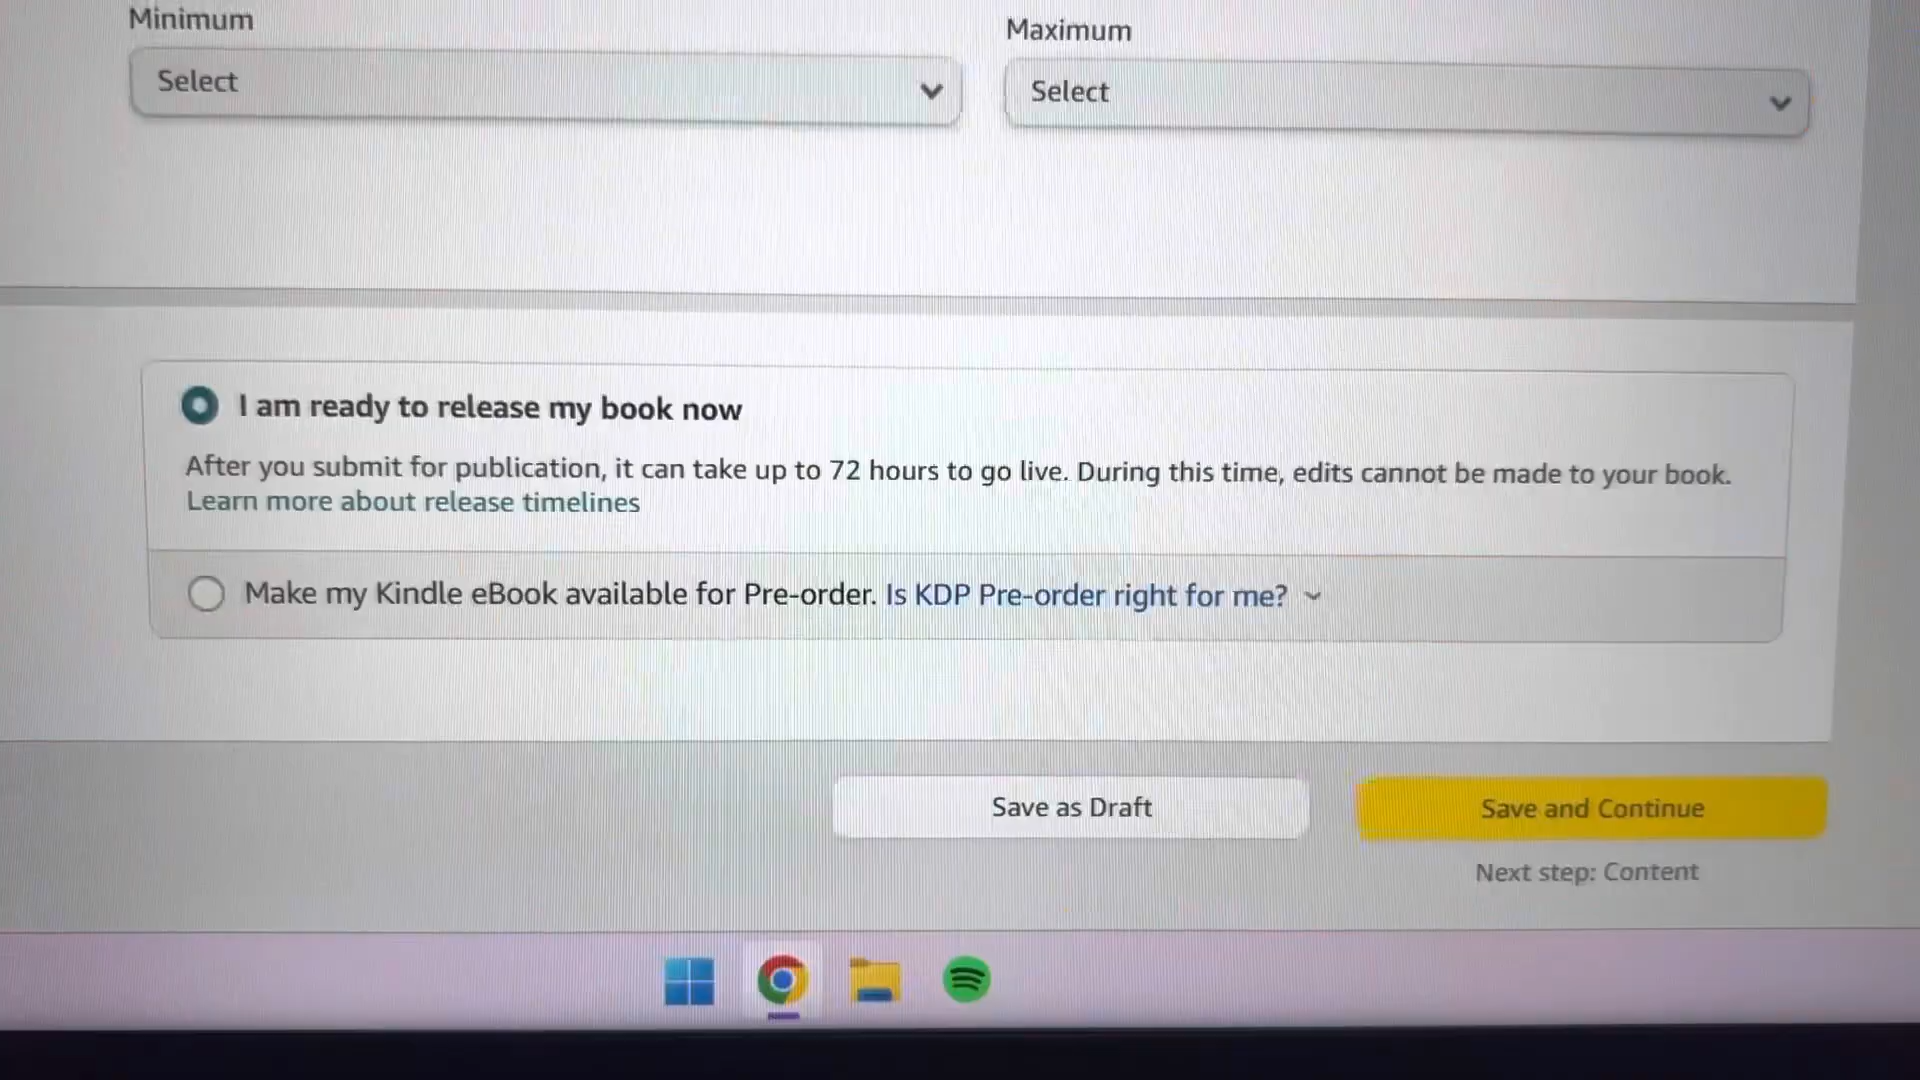 Minimum
Maximum
Select
Select
I am ready to release my book now
After you submit for publication, it can take up to 72 hours to go live. During this time, edits cannot be made to your book.
Learn more about release timelines
Make my Kindle eBook available for Pre-order. Is KDP Pre-order right for me?
Save as Draft
Save and Continue
Next step: Content